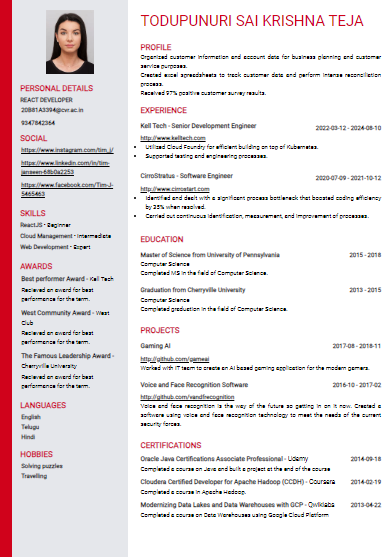 TODUPUNURI SAI KRISHNA TEJA
PERSONAL DETAILS
REACT DEVELOPER
20B81A3394@cvr.ac.in
9347842364
SOCIAL
https://www.instagram.com/tim_j/
https://www.linkedin.com/in/tim-
janseen-68b0a2253
https://www.facebook.com/Tim-J-
5465463
SKILLS
ReactJS - Beginner
Cloud Management - Intermediate
Web Development - Expert
AWARDS
Best performer Award - Kell Tech
Recieved an award for best
performance for the term.
West Community Award - West
Club
Recieved an award for best
performance for the term.
The Famous Leadership Award -
Cherryville University
Recieved an award for best
performance for the term.
LANGUAGES
English
Telugu
Hindi
HOBBIES
Solving puzzles
Travelling
PROFILE
Organised customer information and account data for business planning and customer
service purposes.
Created excel spreadsheets to track customer data and perform intense reconciliation
process.
Received 97% positive customer survey results.
EXPERIENCE
Kell Tech - Senior Development Engineer 2022-03-12 - 2024-08-10
http://www.kelltech.com
• Utilized Cloud Foundry for efficient building on top of Kubernetes.
• Supported testing and engineering processes.
CirroStratus - Software Engineer 2020-07-09 - 2021-10-12
http://www.cirrostart.com
• Identified and dealt with a significant process bottleneck that boosted coding efficiency
by 25% when resolved.
• Carried out continuous identification, measurement, and improvement of processes.
EDUCATION
Master of Science from University of Pennsylvania 2015 - 2018
Computer Science
Completed MS in the field of Computer Science.
Graduation from Cherryville University 2013 - 2015
Computer Science
Completed graduation in the field of Computer Science.
PROJECTS
Gaming AI 2017-08 - 2018-11
http://github.com/gameai
Worked with IT team to create an AI based gaming application for the modern gamers.
Voice and Face Recognition Software 2016-10 - 2017-02
http://github.com/vandfrecognition
Voice and face recognition is the way of the future so getting in on it now. Created a
software using voice and face recognition technology to meet the needs of the current
security forces.
CERTIFICATIONS
Oracle Java Certifications Associate Professional - Udemy 2014-09-18
Completed a course on Java and built a project at the end of the course
Cloudera Certified Developer for Apache Hadoop (CCDH) - Coursera 2014-02-19
Completed a course in Apache Hadoop.
Modernizing Data Lakes and Data Warehouses with GCP - Qwiklabs 2013-04-22
Completed a course on Data Warehouses using Google Cloud Platform